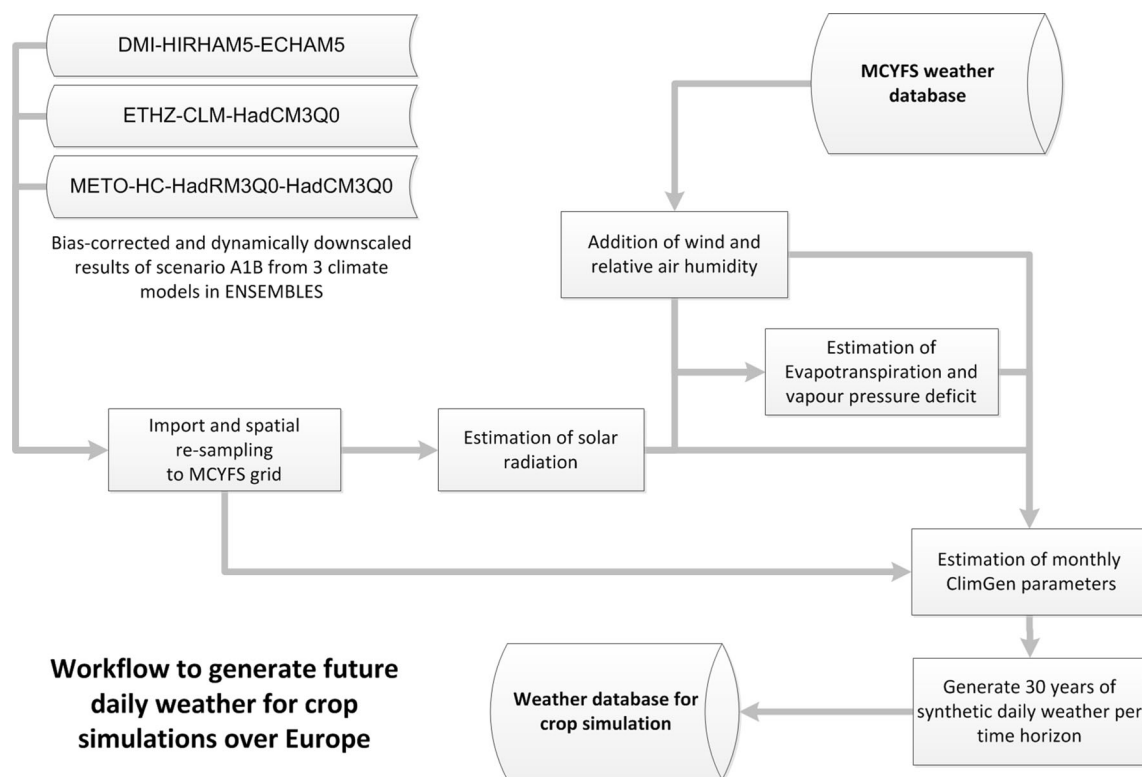 DMI-HIRHAM5-ECHAM5
ETHZ-CLM-HadCM3Q0
METO-HC-HadRM3Q0-HadCM3Q0
Bias-corrected and dynamically downscaled
results of scenario A1B from 3 climate
models in ENSEMBLES
MCYFS weather
database
Addition of wind and
relative air humidity
Estimation of
Evapotranspiration and
vapour pressure deficit
Import and spatial
re-sampling
to MCYFS grid
Estimation of solar
radiation
Estimation of monthly
ClimGen parameters
Generate 30 years of
synthetic daily weather per
time horizon
Weather database for
crop simulation
Workflow to generate future
daily weather for crop
simulations over Europe